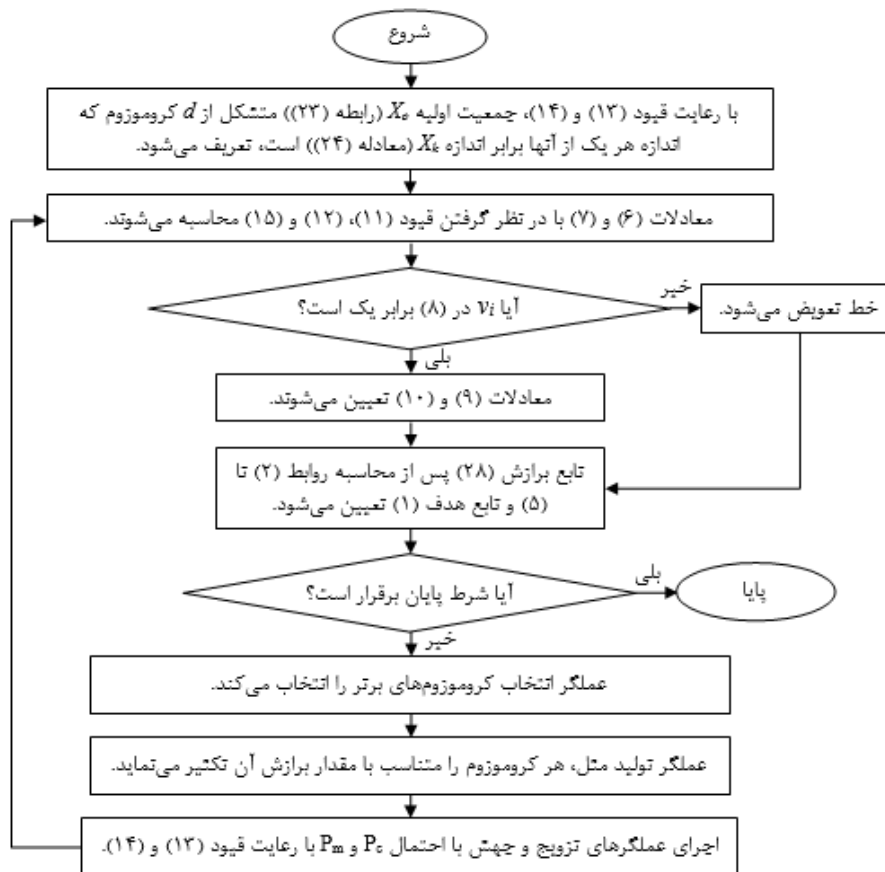 شروع
با رعایت قیود (۱۳) و (۱۴)، جمعیت اولیه Xo (رابطه (۲۳)) متشکل از d کروموزوم که
اندازه هر یک از آنها برابر اندازه Xk (معادله (۲۴)) است، تعریف می‌شود.
معادلات (۶) و (۷) با در نظر گرفتن قیود (۱۱)، (۱۲) و (۱۵) محاسبه می‌شوند.
آیا vi در (۸) برابر یک است؟
خیر
خط تعویض می‌شود.
بلی
معادلات (۹) و (۱۰) تعیین می‌شوند.
تابع برازش (۲۸) پس از محاسبه روابط (۲) تا
(۵) و تابع هدف (۱) تعیین می‌شود.
آیا شرط پایان برقرار است؟
بلی
پایا
خیر
عملگر انتخاب کروموزوم‌های برتر را انتخاب می‌کند.
عملگر تولید مثل، هر کروموزوم را متناسب با مقدار برازش آن تکثیر می‌نماید.
اجرای عملگرهای تزویج و جهش با احتمال Pc و Pm با رعایت قیود (۱۳) و (۱۴).